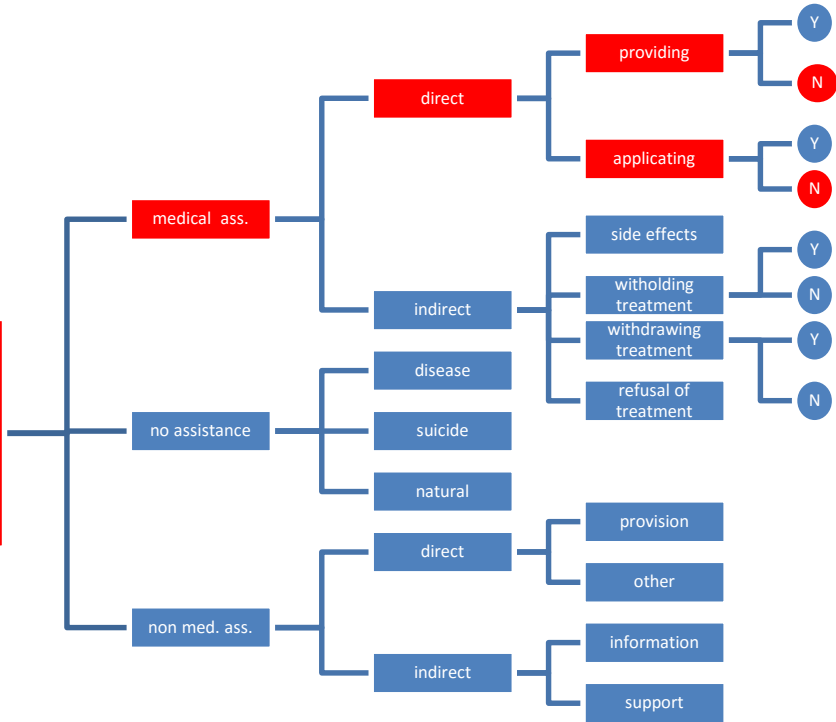 Y
providing
N
direct
Y
applicating
N
medical ass.
side effects
Y
witholding
treatment
N
indirect
withdrawing
treatment
Y
disease
refusal of
treatment
N
no assistance
suicide
natural
provision
direct
other
non med. ass.
information
indirect
support